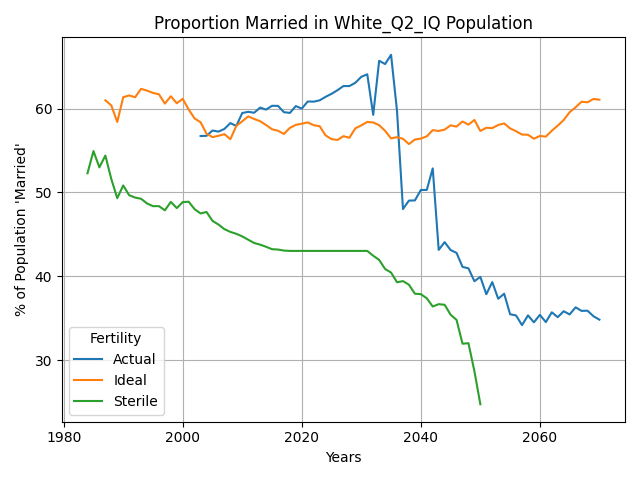 Proportion Married in White_Q2_IQ Population
% of Population 'Married'
60
50
40
30
Fertility
Actual
Ideal
Sterile
1980 2000 2020 2040 2060
Years